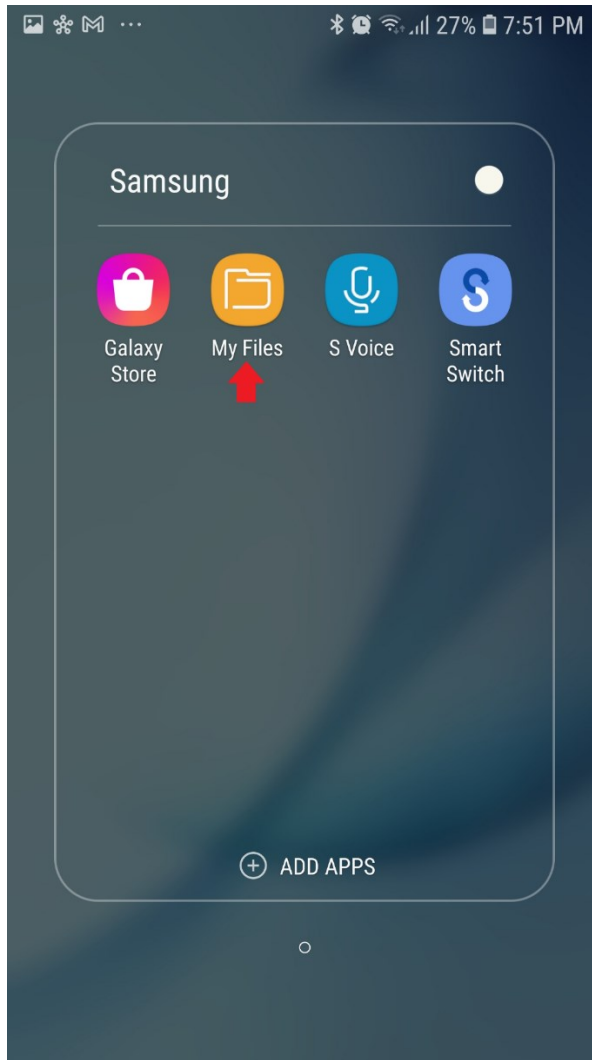 27% 7:51 PM
Samsung
Galaxy Store
My Files
S Voice
Smart Switch
ADD APPS